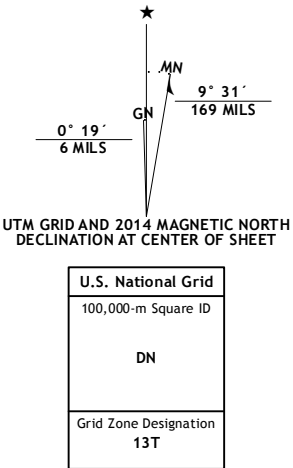 ★
MN
GN
9° 31´
169 MILS
0° 19´
6 MILS
UTM GRID AND 2014 MAGNETIC NORTH
DECLINATION AT CENTER OF SHEET
U.S. National Grid
100,000-m Square ID
DN
Grid Zone Designation
13T